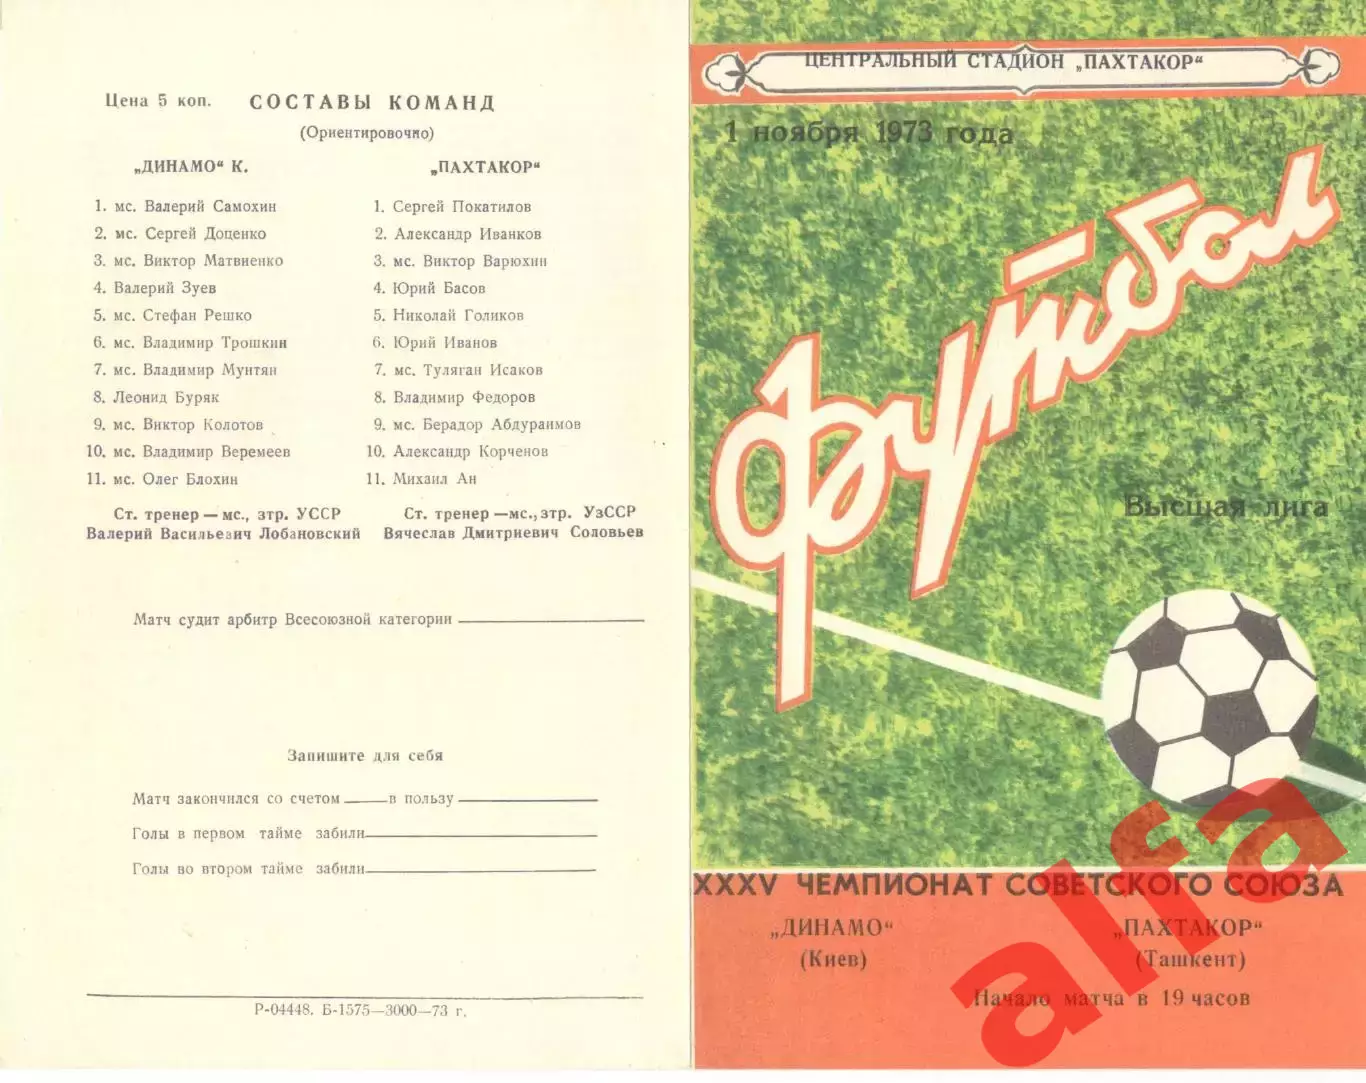 Цена 5 коп. СОСТАВЫ КОМАНД
(Ориентировочно)
„ДИНАМО“ К.
1. мс. Валерий Самохин
2. мс. Сергей Доценко
3. мс. Виктор Матвиенко
4. Валерий Зуев
5. мс. Стефан Решко
6. мс. Владимир Трошкин
7. мс. Владимир Мунтян
8. Леонид Буряк
9. мс. Виктор Колотов
10. мс. Владимир Веремеев
11. мс. Олег Блохин
Ст. тренер — мс., зтр. УССР
Валерий Васильевич Лобановский
„ПАХТАКОР“
1. Сергей Покатилов
2. Александр Иванков
3. мс. Виктор Варюхин
4. Юрий Басов
5. Николай Голиков
6. Юрий Иванов
7. мс. Туляган Исаков
8. Владимир Федоров
9. мс. Берадор Абдураимов
10. Александр Корченов
11. Михаил Ан
Ст. тренер —мс., зтр. УзССР
Вячеслав Дмитриевич Соловьев
Матч судит арбитр Всесоюзной категории
Запишите для себя
Матч закончился со счетом в пользу
Голы в первом тайме забили
Голы во втором тайме забили
Р-04448. Б-1575—3000—73 г.
ЦЕНТРАЛЬНЫЙ СТАДИОН „ПАХТАКОР“
1 ноября 1973 года
футбол
Высшая лига
XXXV ЧЕМПИОНАТ СОВЕТСКОГО СОЮЗА
„ДИНАМО“ „ПАХТАКОР“
(Киев) (Ташкент)
Начало матча в 19 часов
alfa